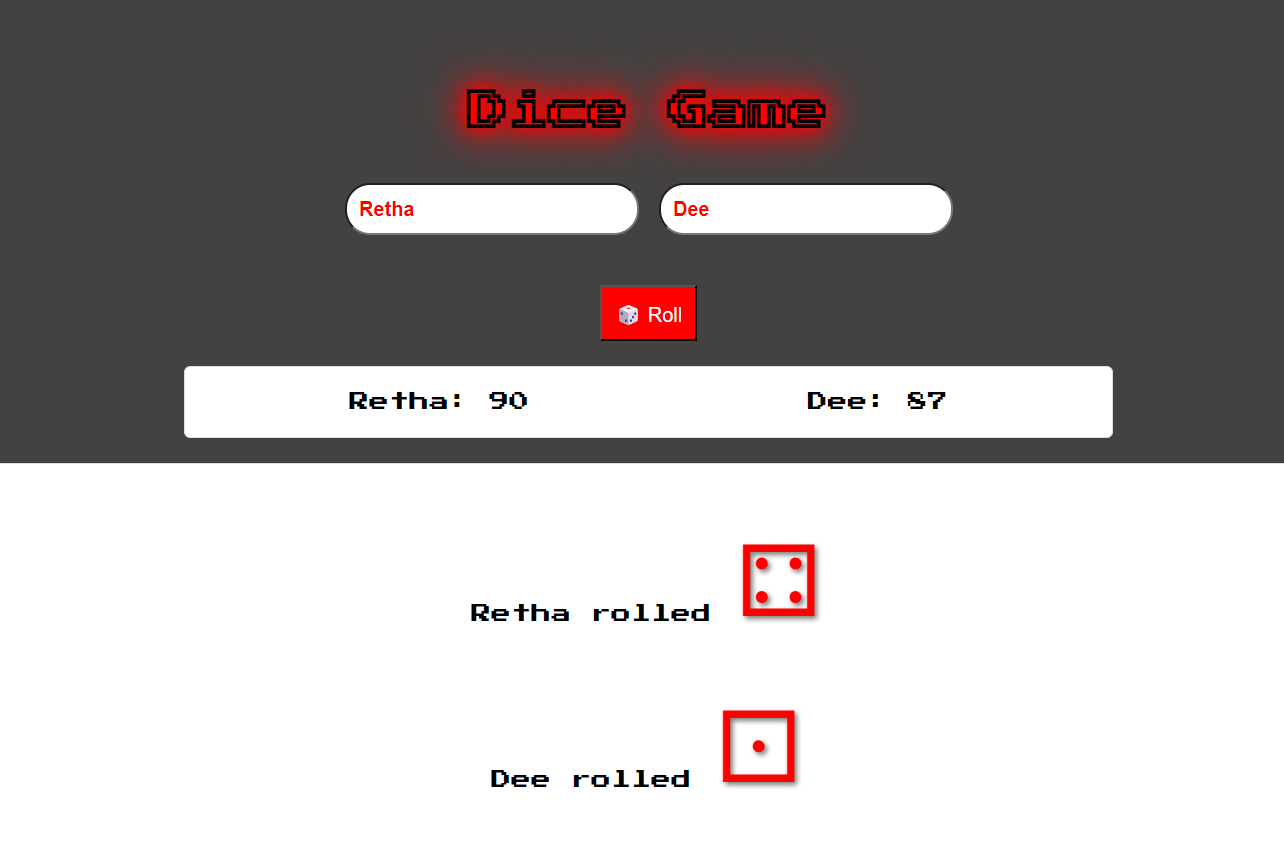 Dice Game
Retha Dee
🎲 Roll
Retha: 90 Dee: 87
Retha rolled ⚃
Dee rolled ⚀